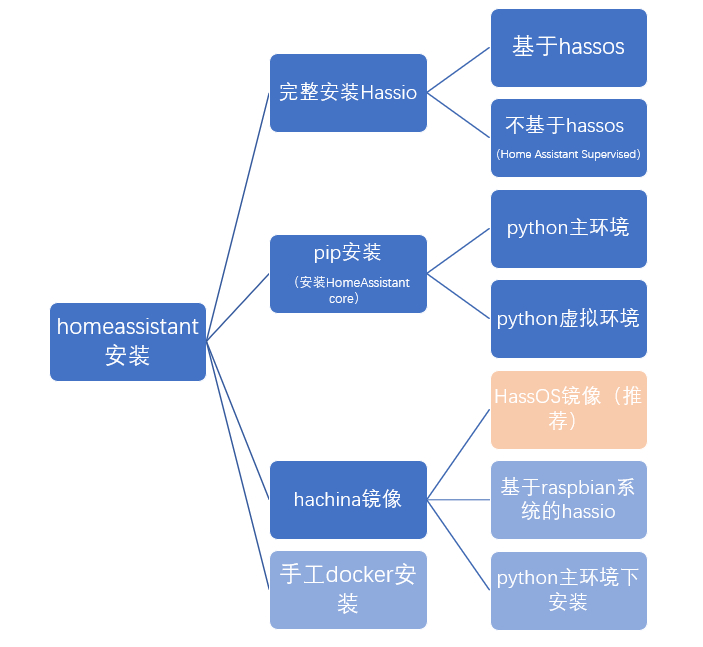 homeassistant
安装
完整安装Hassio
基于hassos
不基于hassos
（Home Assistant Supervised）
pip安装
（安装HomeAssistant
core）
python主环境
python虚拟环境
hachina镜像
HassOS镜像（推
荐）
基于raspbian系
统的hassio
python主环境下
安装
手工docker安
装